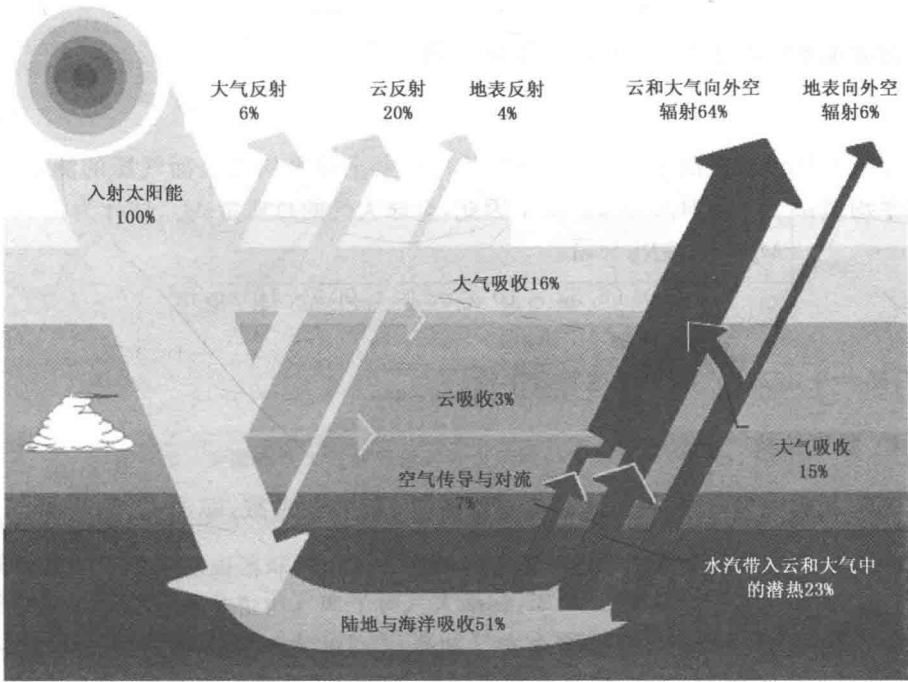 大气反射
6%
云反射
20%
地表反射
4%
云和大气向外空
辐射64%
地表向外空
辐射6%
入射太阳能
100%
大气吸收16%
云吸收3%
空气传导与对流
7%
大气吸收
15%
水汽带入云和大气中
的潜热23%
陆地与海洋吸收51%